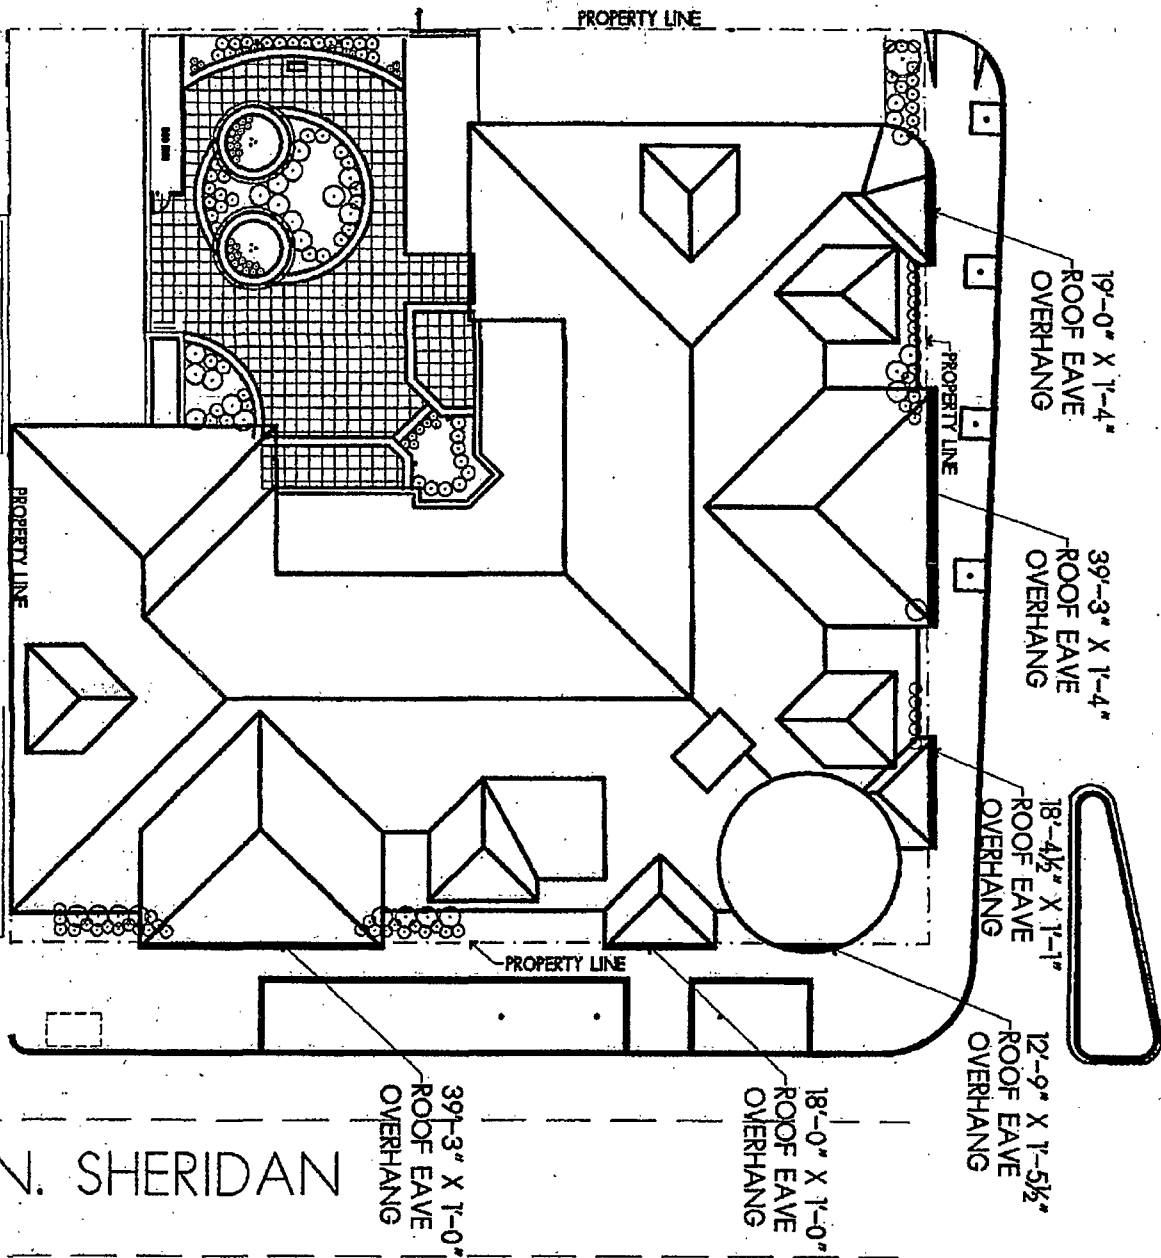 PROPERTY LINE
19'-0" X 1'-4"
ROOF EAVE
OVERHANG
PROPERTY LINE
39'-3" X 1'-4"
ROOF EAVE
OVERHANG
PROPERTY LINE
18'-4½" X 1'-1"
ROOF EAVE
OVERHANG
PROPERTY LINE
12'-9" X 1'-5½"
ROOF EAVE
OVERHANG
18'-0" X 1'-0"
ROOF EAVE
OVERHANG
39'-3" X 1'-0"
ROOF EAVE
OVERHANG
N. SHERIDAN